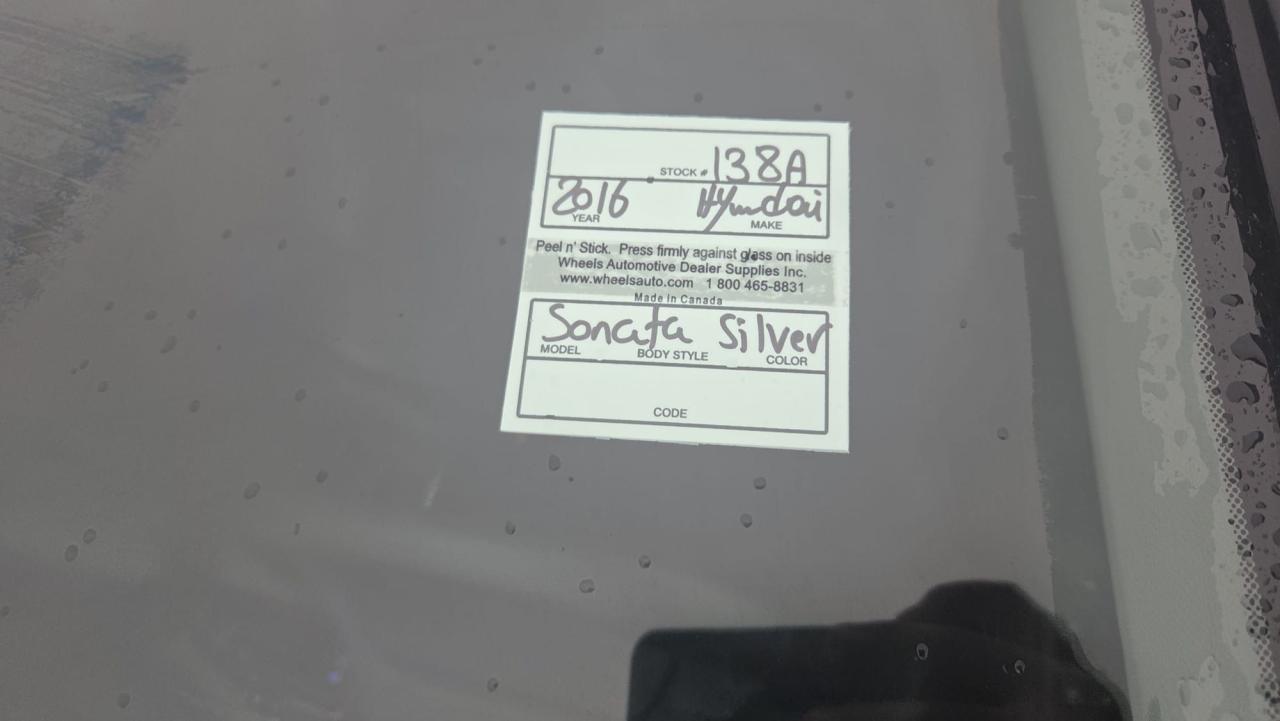 STOCK # 138A
2016 Hyundai
YEAR MAKE
Peel n' Stick. Press firmly against glass on inside
Wheels Automotive Dealer Supplies Inc.
www.wheelsauto.com 1 800 465-8831
Made in Canada
Sonata Silver
MODEL BODY STYLE COLOR
CODE